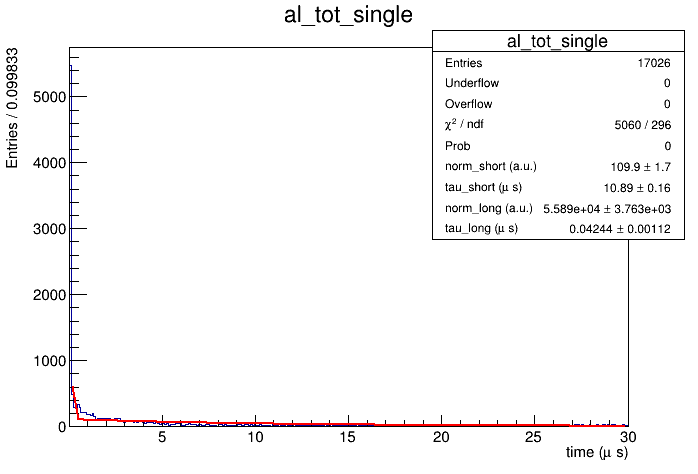 al_tot_single
al_tot_single
Entries 17026
Underflow 0
Overflow 0
χ² / ndf 5060 / 296
Prob 0
norm_short (a.u.) 109.9 ± 1.7
tau_short (μ s) 10.89 ± 0.16
norm_long (a.u.) 5.589e+04 ± 3.763e+03
tau_long (μ s) 0.04244 ± 0.00112
Entries / 0.099833
5000
4000
3000
2000
1000
0
5 10 15 20 25 30
time (μ s)